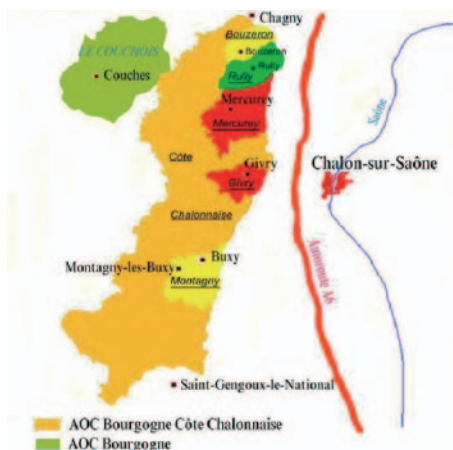 Chagny
Bouzeron
LE COUCHOIS
Bouzeron
Rully
Couches
Rully
Mercurey
Mercurey
Saône
Côte
Givry
Chalon-sur-Saône
Givry
Chalonnaise
Buxy
Montagny-les-Buxy
Montagny
Autoroute A6
Saint-Gengoux-le-National
AOC Bourgogne Côte Chalonnaise
AOC Bourgogne